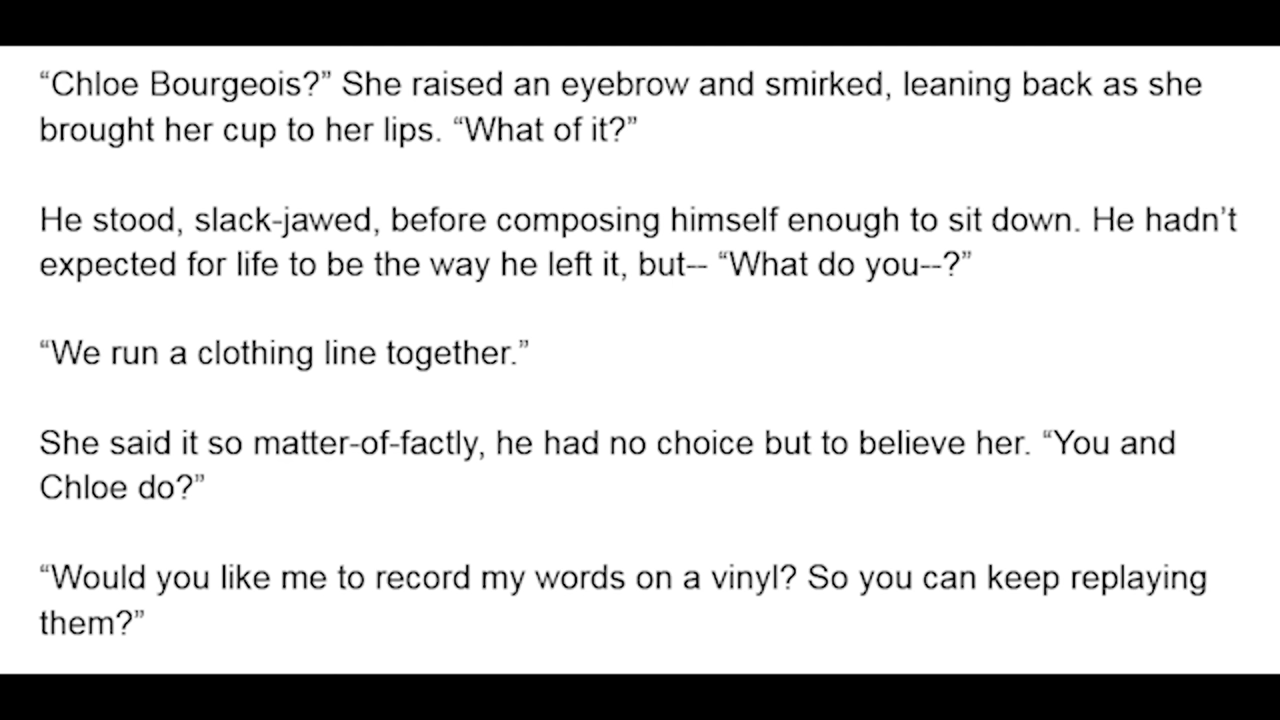 “Chloe Bourgeois?” She raised an eyebrow and smirked, leaning back as she
brought her cup to her lips. “What of it?”
He stood, slack-jawed, before composing himself enough to sit down. He hadn’t
expected for life to be the way he left it, but-- “What do you--?”
“We run a clothing line together.”
She said it so matter-of-factly, he had no choice but to believe her. “You and
Chloe do?”
“Would you like me to record my words on a vinyl? So you can keep replaying
them?”